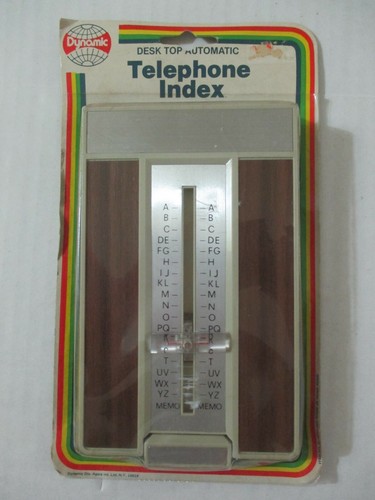 Dynamic
DESK TOP AUTOMATIC
Telephone
Index
A A
B B
C C
DE DE
FG FG
H H
IJ IJ
KL KL
M M
N N
O O
PQ PQ
T T
UV UV
WX WX
YZ YZ
MEMO MEMO